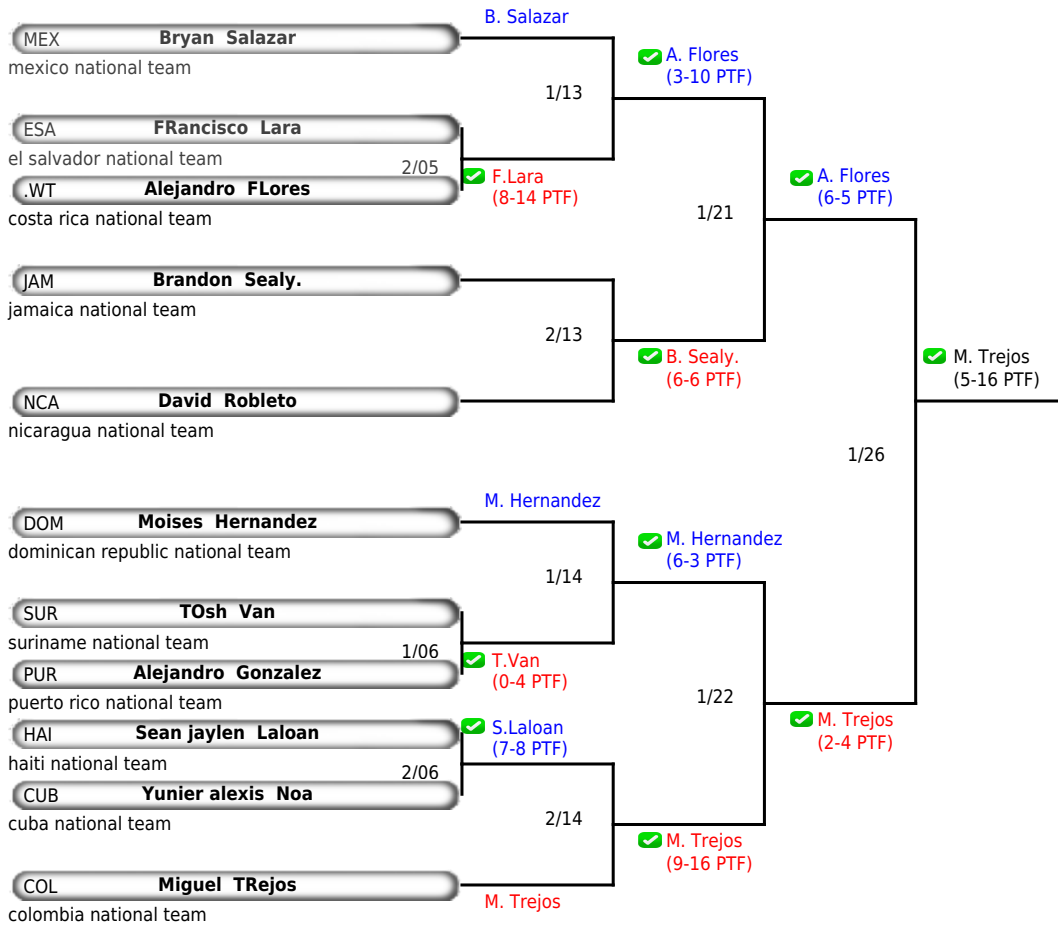 B. Salazar
MEX Bryan Salazar
mexico national team
A. Flores
(3-10 PTF)
1/13
ESA FRancisco Lara
el salvador national team
2/05
F.Lara
(8-14 PTF)
.WT Alejandro FLores
costa rica national team
A. Flores
(6-5 PTF)
1/21
JAM Brandon Sealy.
jamaica national team
2/13
B. Sealy.
(6-6 PTF)
NCA David Robleto
nicaragua national team
M. Trejos
(5-16 PTF)
1/26
M. Hernandez
DOM Moises Hernandez
dominican republic national team
M. Hernandez
(6-3 PTF)
1/14
SUR TOsh Van
suriname national team
1/06
T.Van
(0-4 PTF)
PUR Alejandro Gonzalez
puerto rico national team
1/22
M. Trejos
(2-4 PTF)
HAI Sean jaylen Laloan
haiti national team
S.Laloan
(7-8 PTF)
2/06
CUB Yunier alexis Noa
cuba national team
2/14
M. Trejos
(9-16 PTF)
COL Miguel TRejos
colombia national team
M. Trejos